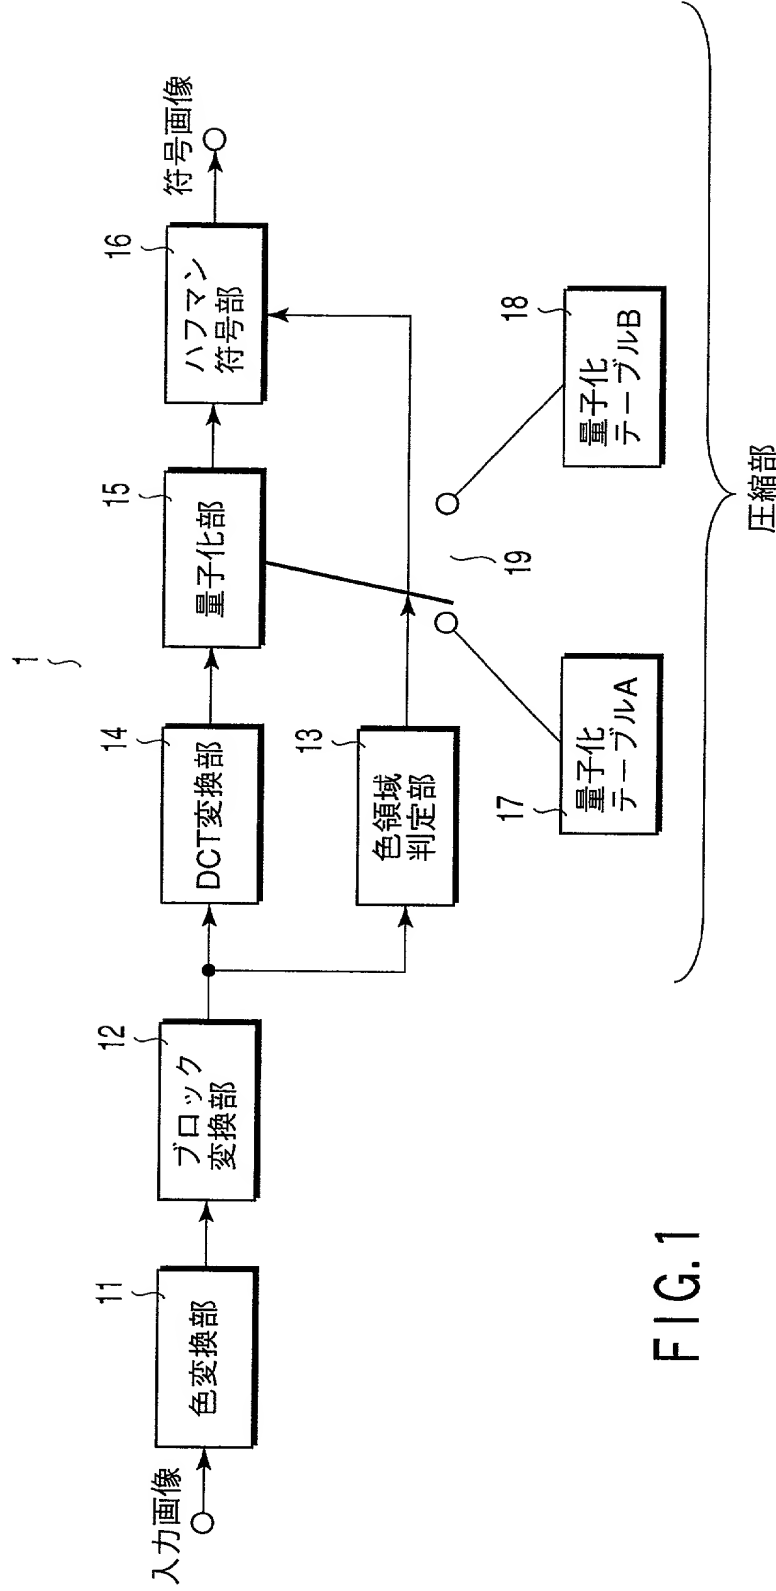 1
入力画像
11
色変換部
12
ブロック
変換部
14
DCT変換部
15
量子化部
16
ハフマン
符号部
符号画像
13
色領域
判定部
19
17
量子化
テーブルA
18
量子化
テーブルB
圧縮部
FIG.1